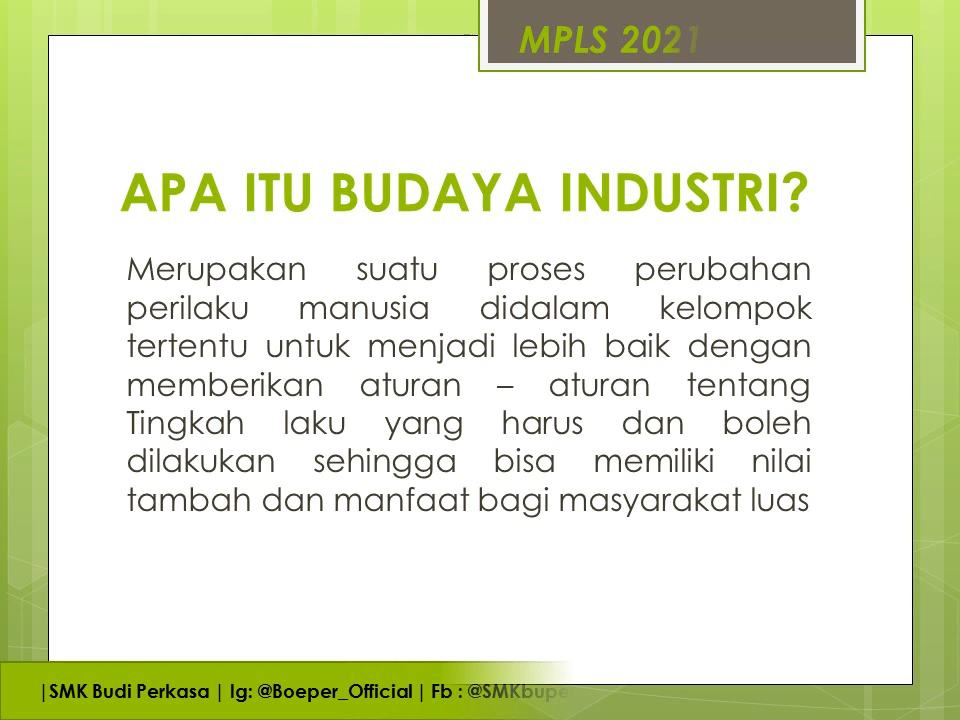 MPLS 2021
APA ITU BUDAYA INDUSTRI?
Merupakan suatu proses perubahan
perilaku manusia didalam kelompok
tertentu untuk menjadi lebih baik dengan
memberikan aturan – aturan tentang
Tingkah laku yang harus dan boleh
dilakukan sehingga bisa memiliki nilai
tambah dan manfaat bagi masyarakat luas
|SMK Budi Perkasa | Ig: @Boeper_Official | Fb :